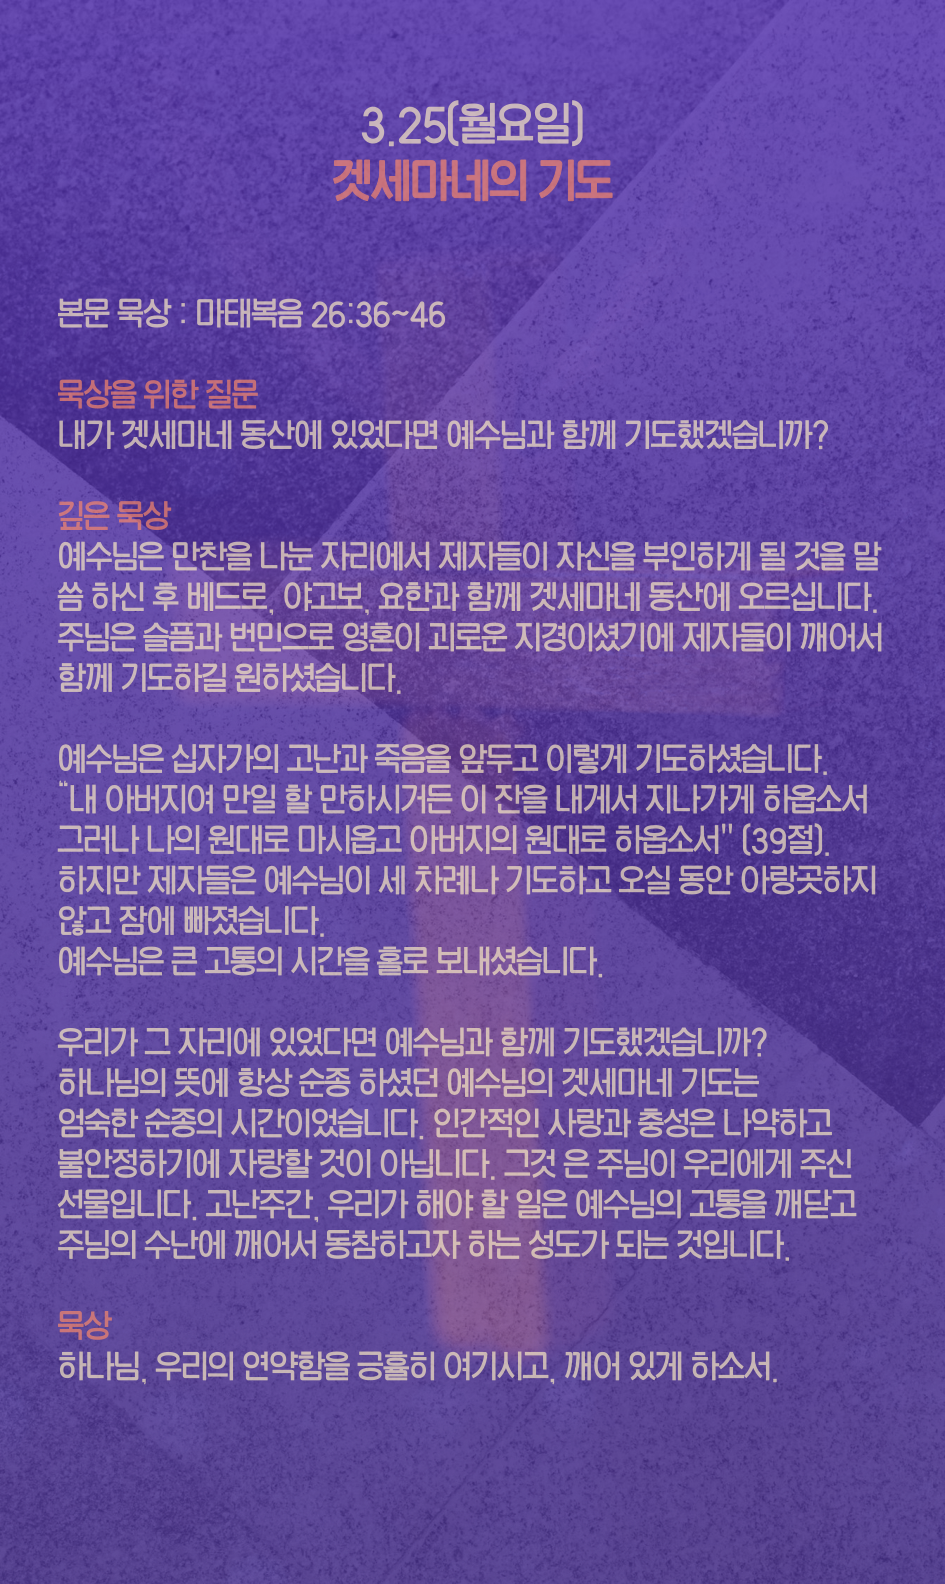 3.25(월요일)
겟세마네의 기도
본문 묵상 : 마태복음 26:36~46
묵상을 위한 질문
내가 겟세마네 동산에 있었다면 예수님과 함께 기도했겠습니까?
깊은 묵상
예수님은 만찬을 나눈 자리에서 제자들이 자신을 부인하게 될 것을 말
씀 하신 후 베드로, 야고보, 요한과 함께 겟세마네 동산에 오르십니다.
주님은 슬픔과 번민으로 영혼이 괴로운 지경이셨기에 제자들이 깨어서
함께 기도하길 원하셨습니다.
예수님은 십자가의 고난과 죽음을 앞두고 이렇게 기도하셨습니다.
“내 아버지여 만일 할 만하시거든 이 잔을 내게서 지나가게 하옵소서
그러나 나의 원대로 마시옵고 아버지의 원대로 하옵소서" (39절).
하지만 제자들은 예수님이 세 차례나 기도하고 오실 동안 아랑곳하지
않고 잠에 빠졌습니다.
예수님은 큰 고통의 시간을 홀로 보내셨습니다.
우리가 그 자리에 있었다면 예수님과 함께 기도했겠습니까?
하나님의 뜻에 항상 순종 하셨던 예수님의 겟세마네 기도는
엄숙한 순종의 시간이었습니다. 인간적인 사랑과 충성은 나약하고
불안정하기에 자랑할 것이 아닙니다. 그것 은 주님이 우리에게 주신
선물입니다. 고난주간, 우리가 해야 할 일은 예수님의 고통을 깨닫고
주님의 수난에 깨어서 동참하고자 하는 성도가 되는 것입니다.
묵상
하나님, 우리의 연약함을 긍휼히 여기시고, 깨어 있게 하소서.